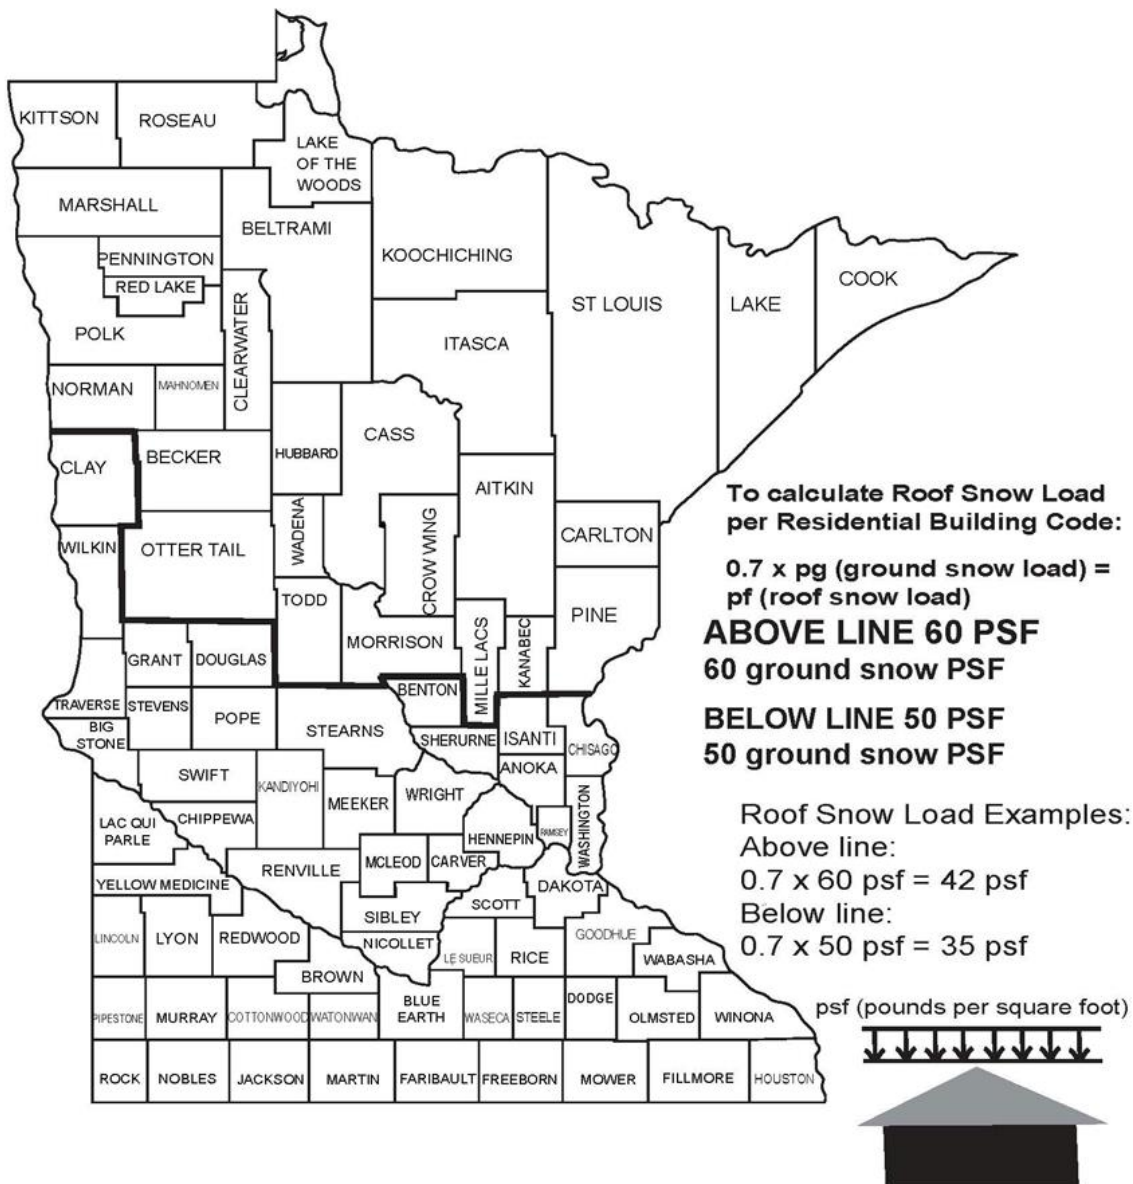 KITTSON
ROSEAU
LAKE
OF THE
WOODS
MARSHALL
BELTRAMI
PENNINGTON
KOOCHICHING
RED LAKE
COOK
ST LOUIS
LAKE
POLK
CLEARWATER
ITASCA
NORMAN
MAHNOMEN
CASS
BECKER
HUBBARD
CLAY
AITKIN
WADENA
CROW WING
CARLTON
WILKIN
OTTER TAIL
TODD
PINE
MORRISON
MILLE LACS
KANABEC
GRANT
DOUGLAS
BENTON
TRAVERSE
STEVENS
POPE
BIG
STONE
STEARNS
SHERURNE
ISANTI
CHISAGO
SWIFT
ANOKA
KANDIYOHI
MEEKER
WRIGHT
WASHINGTON
LAC QUI
PARLE
CHIPPEWA
HENNEPIN
RAMSEY
MCLEOD
CARVER
RENVILLE
YELLOW MEDICINE
DAKOTA
SIBLEY
SCOTT
LINCOLN
LYON
REDWOOD
NICOLLET
LE SUEUR
RICE
GOODHUE
WABASHA
BROWN
PIPESTONE
MURRAY
COTTONWOOD
WATONWAN
BLUE
EARTH
WASECA
STEELE
DODGE
OLMSTED
WINONA
ROCK
NOBLES
JACKSON
MARTIN
FARIBAULT
FREEBORN
MOWER
FILLMORE
HOUSTON
To calculate Roof Snow Load
per Residential Building Code:
0.7 x pg (ground snow load) =
pf (roof snow load)
ABOVE LINE 60 PSF
60 ground snow PSF
BELOW LINE 50 PSF
50 ground snow PSF
Roof Snow Load Examples:
Above line:
0.7 x 60 psf = 42 psf
Below line:
0.7 x 50 psf = 35 psf
psf (pounds per square foot)